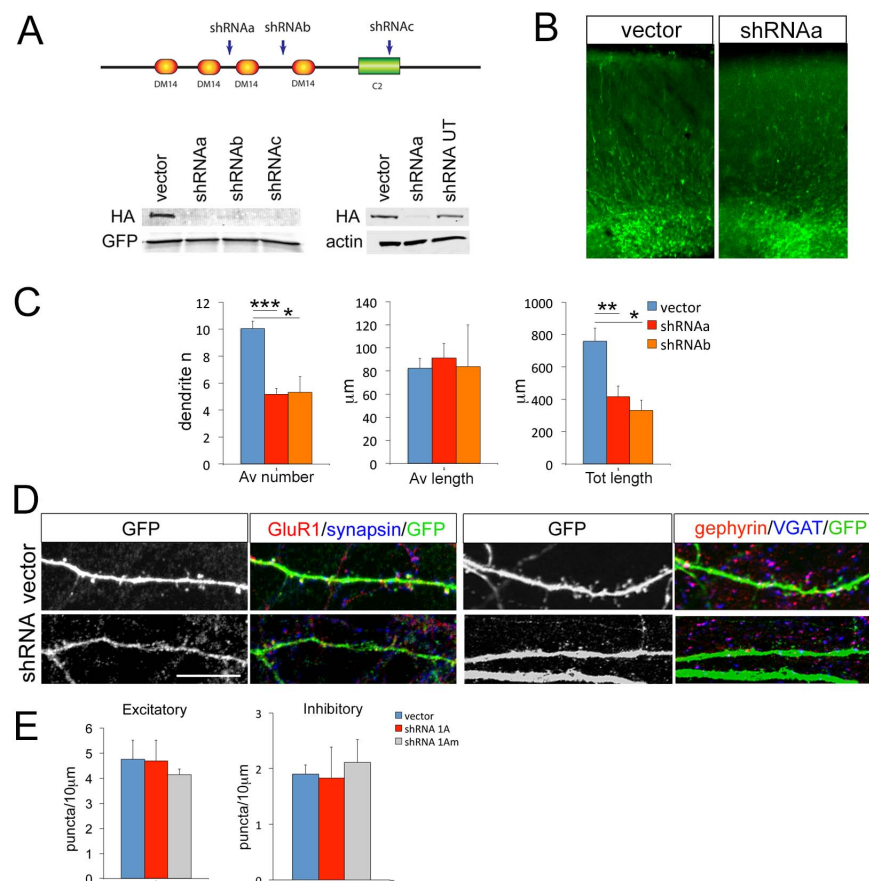 A
shRNAa shRNAb shRNAc
DM14 DM14 DM14 DM14 C2
vector shRNAa shRNAb shRNAc
HA
GFP
vector shRNAa shRNA UT
HA
actin
B
vector shRNAa
C
dendrite n
12
10
8
6
4
2
0
*** *
Av number
µm
140
120
100
80
60
40
20
0
Av length
µm
1000
800
600
400
200
0
** *
Tot length
vector
shRNAa
shRNAb
D
GFP GluR1/synapsin/GFP GFP gephyrin/VGAT/GFP
vector
shRNA
E
Excitatory
puncta/10µm
6
5
4
3
2
1
0
Inhibitory
puncta/10µm
3
2
1
0
vector
shRNA 1A
shRNA 1Am